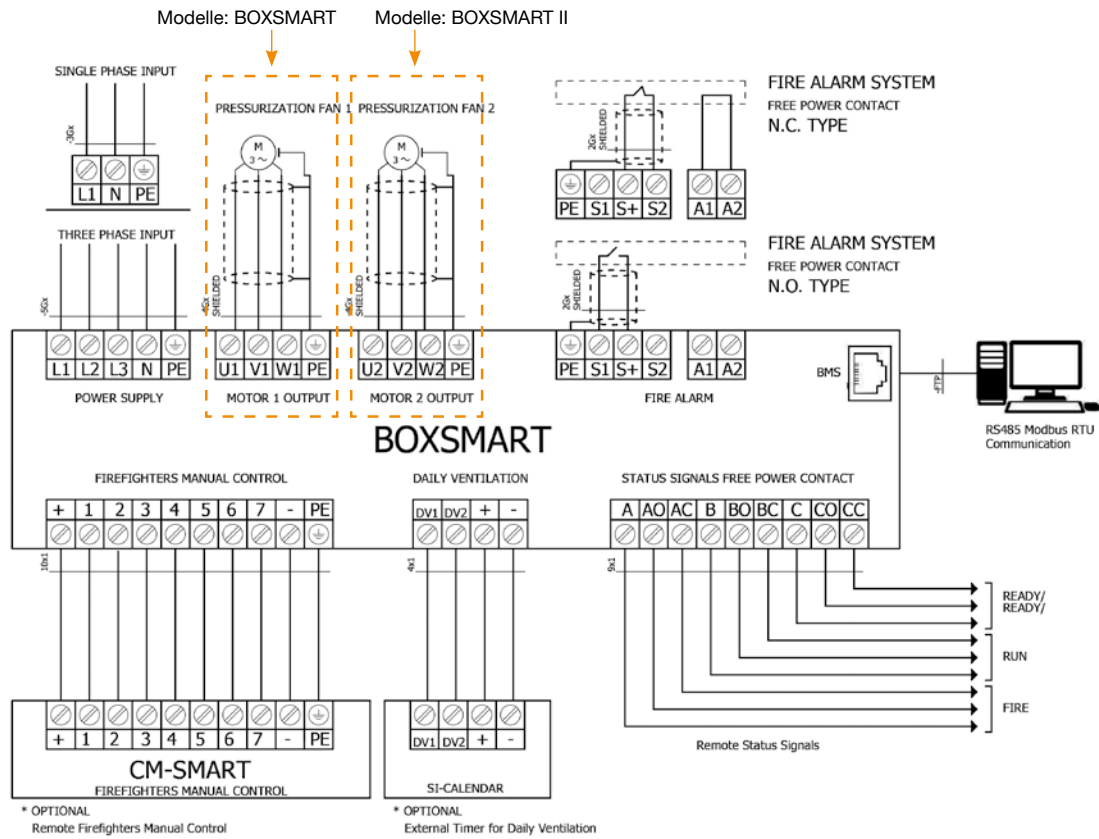 Modelle: BOXSMART
Modelle: BOXSMART II
SINGLE PHASE INPUT
-3Gx
L1 N PE
THREE PHASE INPUT
-5Gx
PRESSURIZATION FAN 1
M
3~
-4Gx
SHIELDED
PRESSURIZATION FAN 2
M
3~
-4Gx
SHIELDED
FIRE ALARM SYSTEM
FREE POWER CONTACT
N.C. TYPE
2Gx
SHIELDED
PE S1 S+ S2 A1 A2
FIRE ALARM SYSTEM
FREE POWER CONTACT
N.O. TYPE
2Gx
SHIELDED
L1 L2 L3 N PE
POWER SUPPLY
U1 V1 W1 PE
MOTOR 1 OUTPUT
U2 V2 W2 PE
MOTOR 2 OUTPUT
PE S1 S+ S2 A1 A2
FIRE ALARM
BMS
-FTP
RS485 Modbus RTU
Communication
BOXSMART
FIREFIGHTERS MANUAL CONTROL
+ 1 2 3 4 5 6 7 - PE
10x1
DAILY VENTILATION
DV1 DV2 + -
4x1
STATUS SIGNALS FREE POWER CONTACT
A AO AC B BO BC C CO CC
9x1
READY/
READY/
RUN
FIRE
Remote Status Signals
+ 1 2 3 4 5 6 7 - PE
CM-SMART
FIREFIGHTERS MANUAL CONTROL
* OPTIONAL
Remote Firefighters Manual Control
DV1 DV2 + -
SI-CALENDAR
* OPTIONAL
External Timer for Daily Ventilation